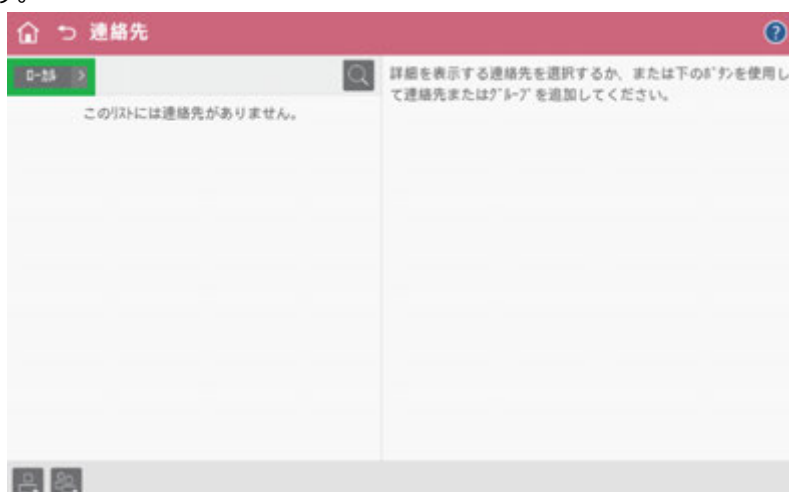 う。
連絡先
ローカル >
詳細を表示する連絡先を選択するか、または下のボタンを使用し
て連絡先またはグループを追加してください。
このリストには連絡先がありません。